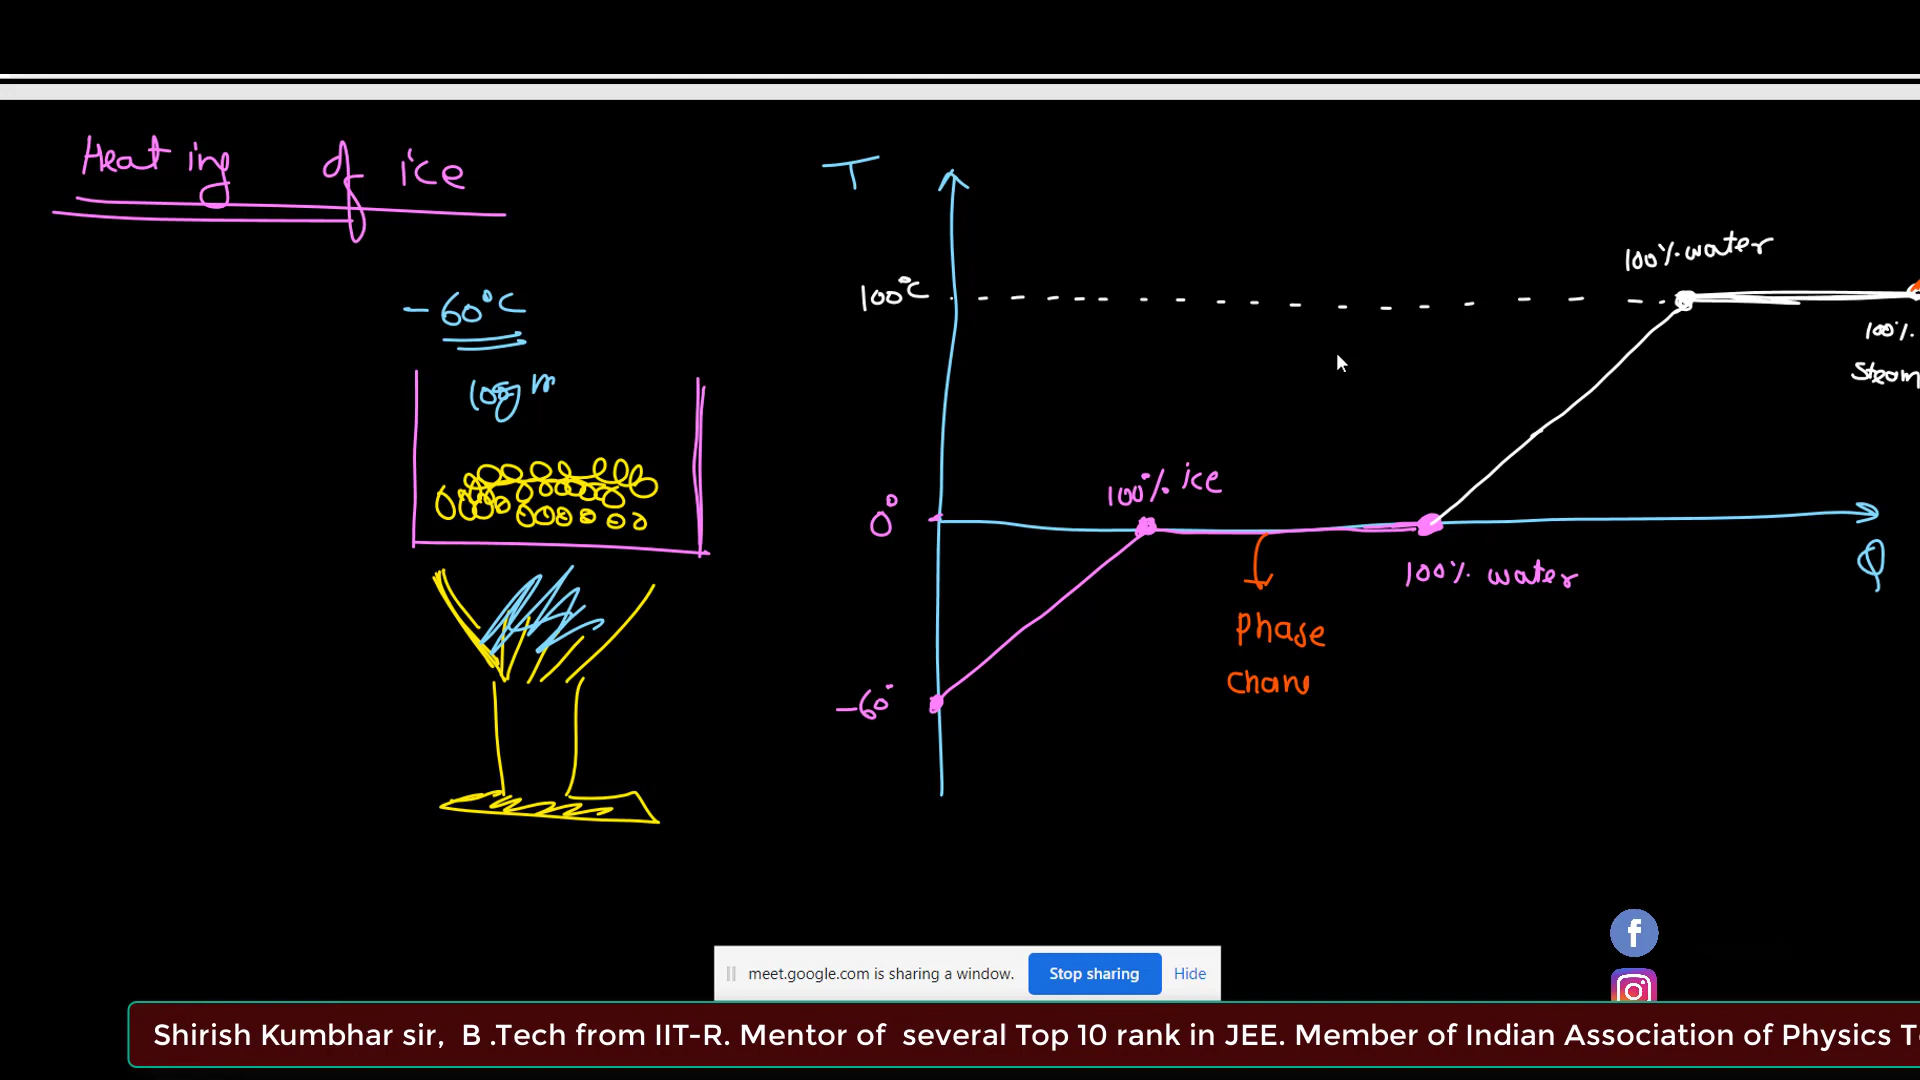 Heating of ice
-60°C
100g m
T
100°C
0°
-60°
100% ice
100% water
100% water
100%
Steam
Phase
Chan
Q
meet.google.com is sharing a window.
Stop sharing
Hide
Shirish Kumbhar sir, B .Tech from IIT-R. Mentor of several Top 10 rank in JEE. Member of Indian Association of Physics T